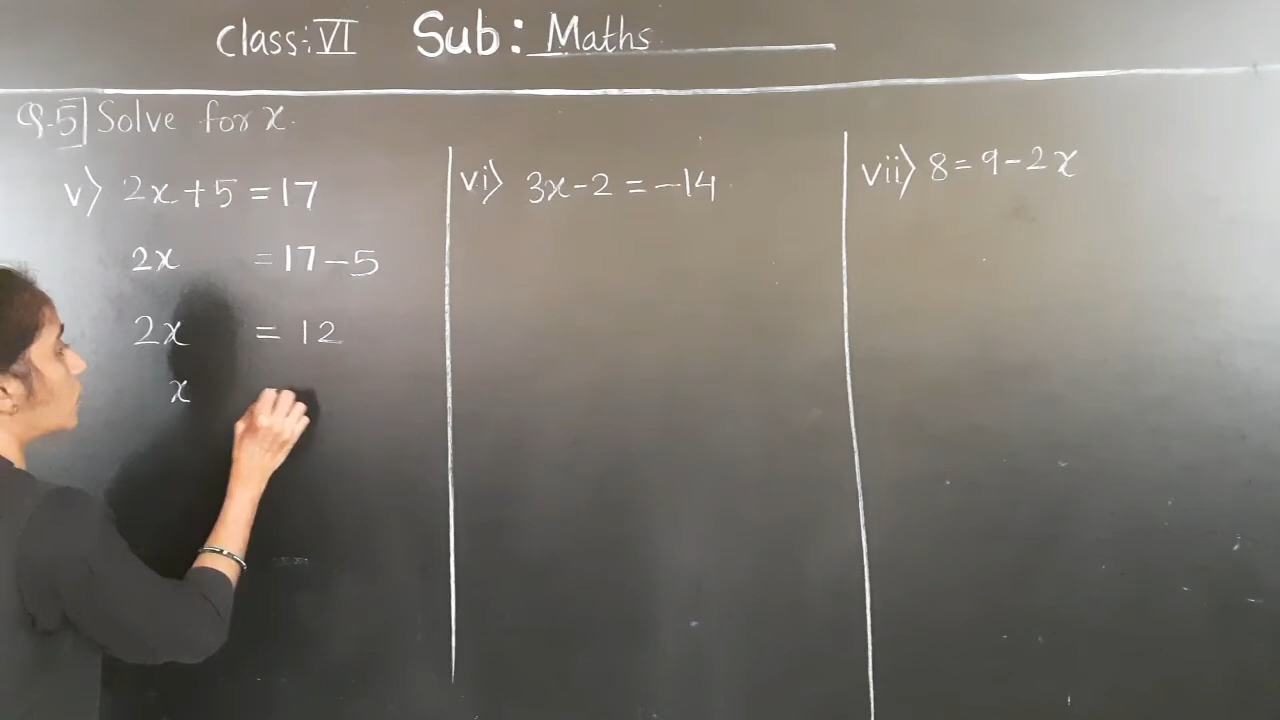 Class: VI Sub: Maths
Q.5] Solve for x.
v) 2x + 5 = 17
2x = 17 - 5
2x = 12
x
vi) 3x - 2 = -14
vii) 8 = 9 - 2x